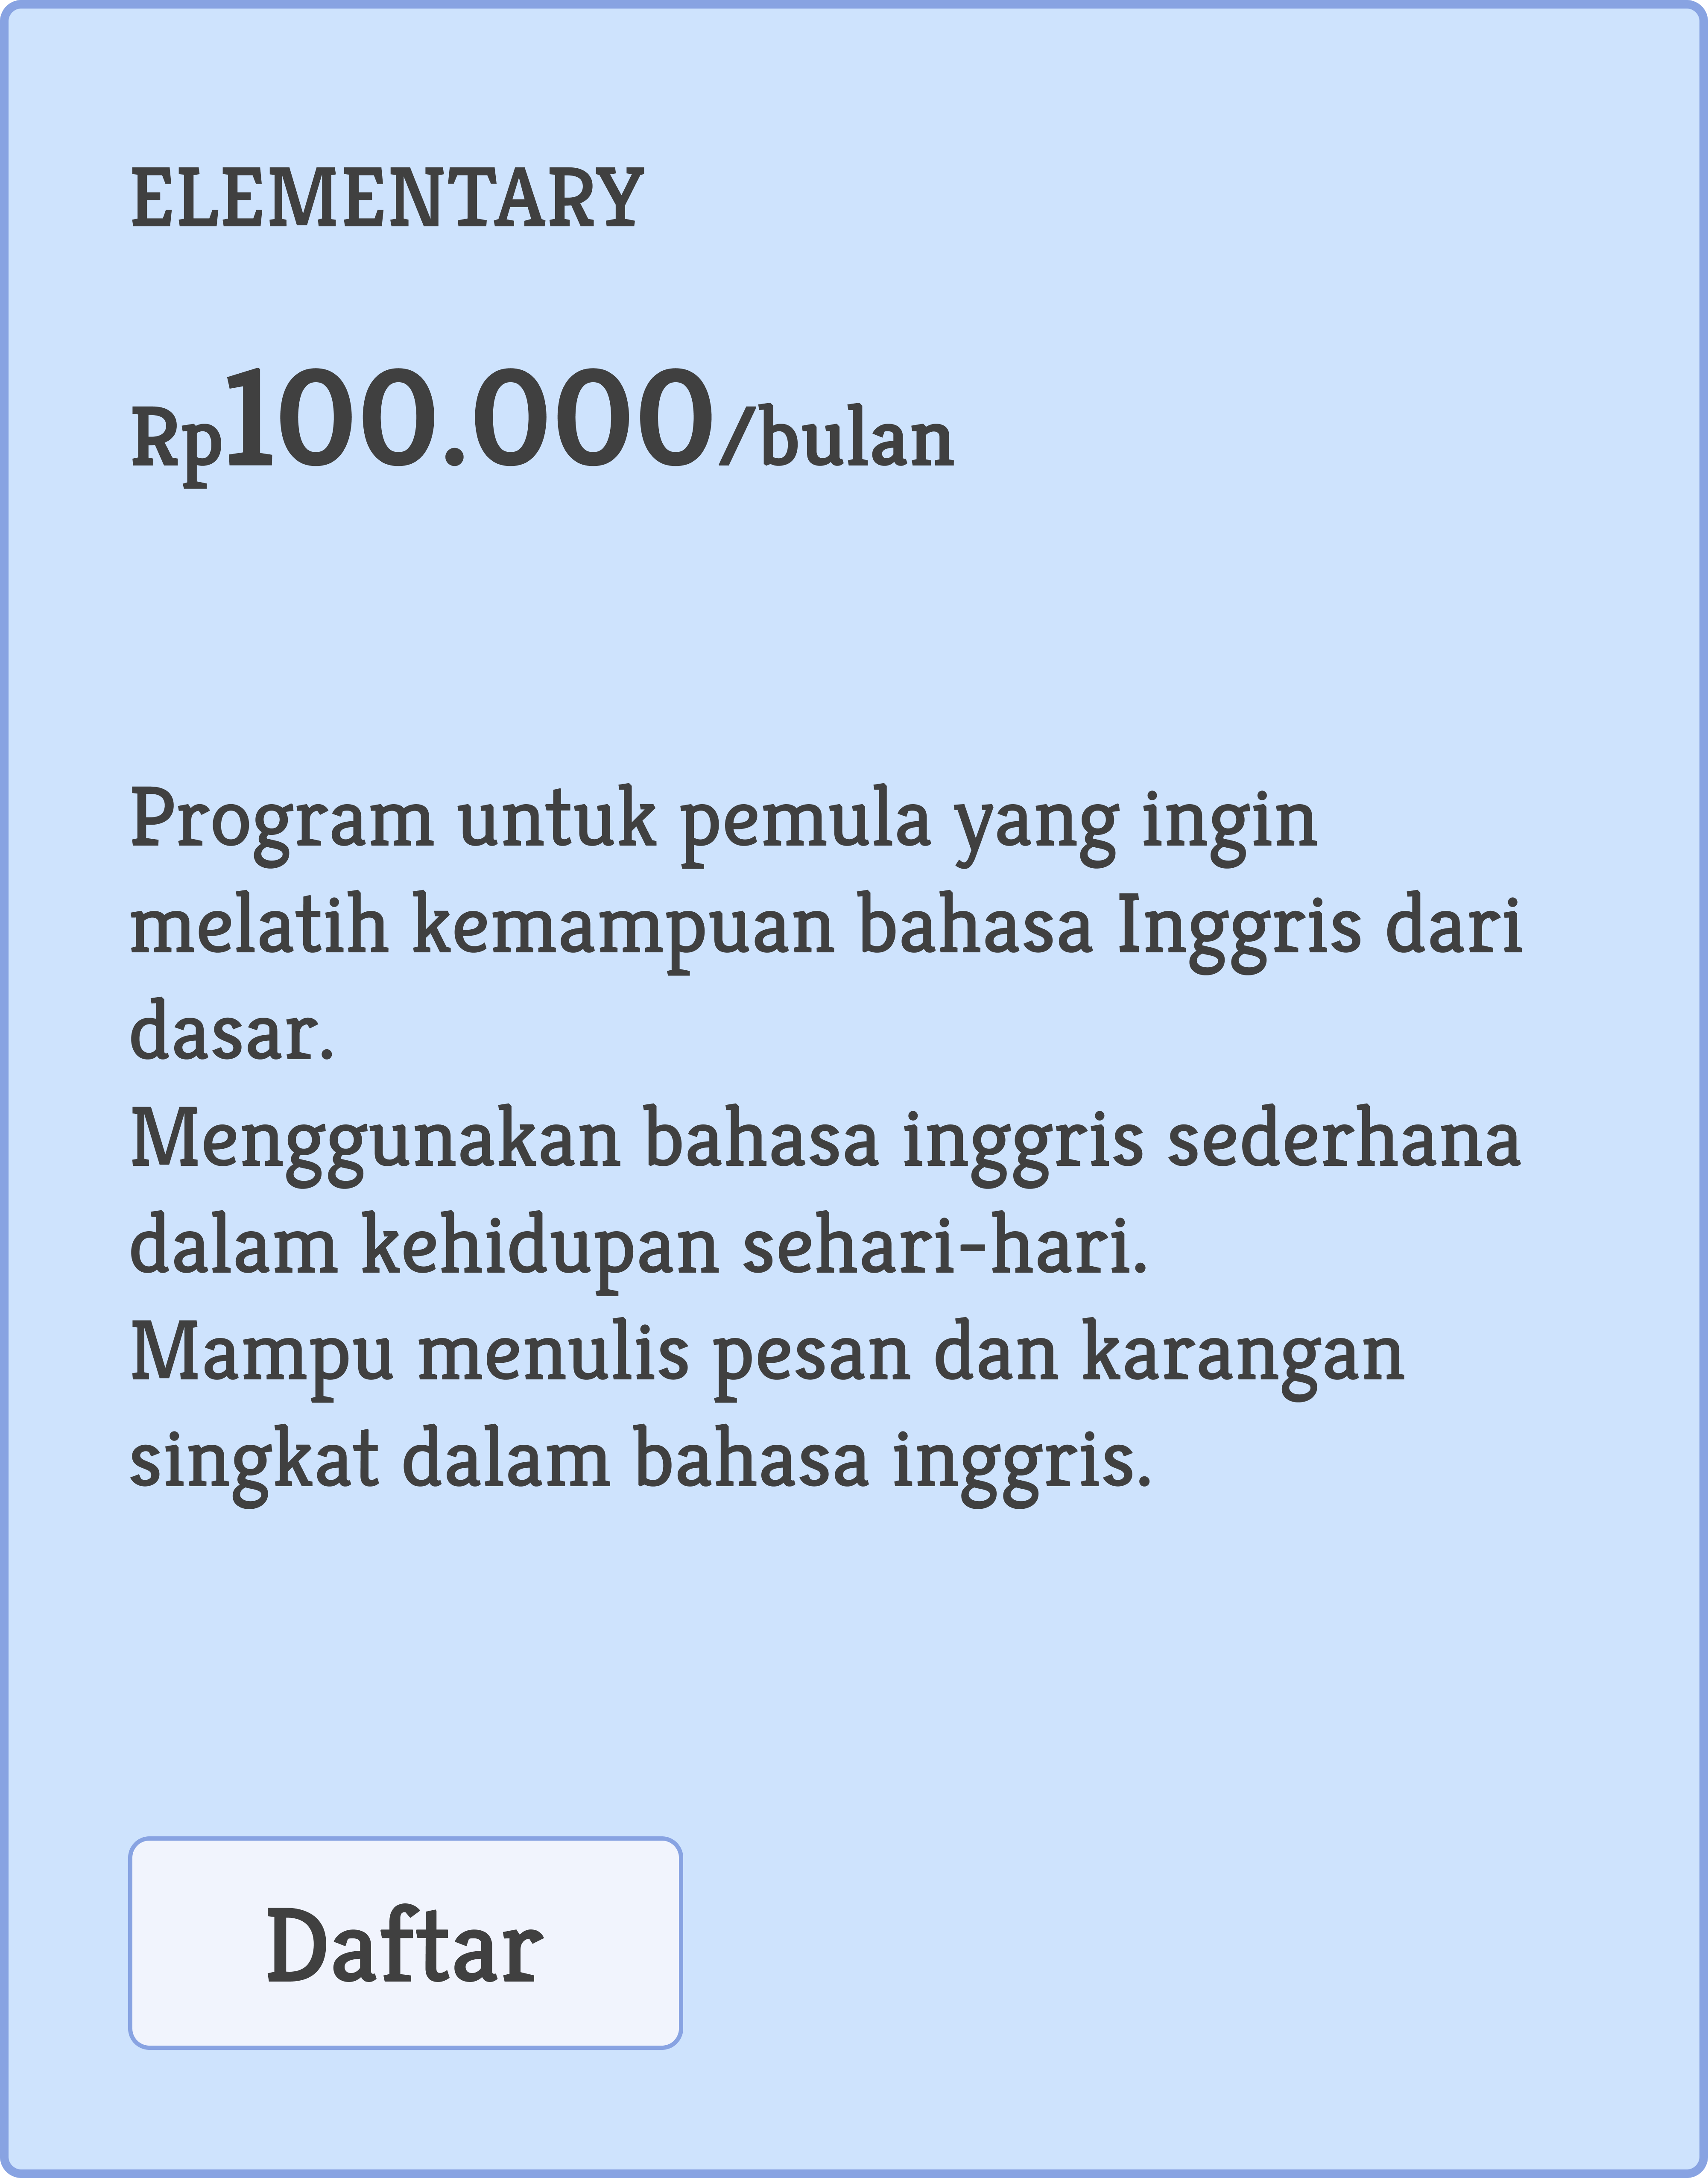 ELEMENTARY
Rp100.000/bulan
Program untuk pemula yang ingin
melatih kemampuan bahasa Inggris dari
dasar.
Menggunakan bahasa inggris sederhana
dalam kehidupan sehari-hari.
Mampu menulis pesan dan karangan
singkat dalam bahasa inggris.
Daftar